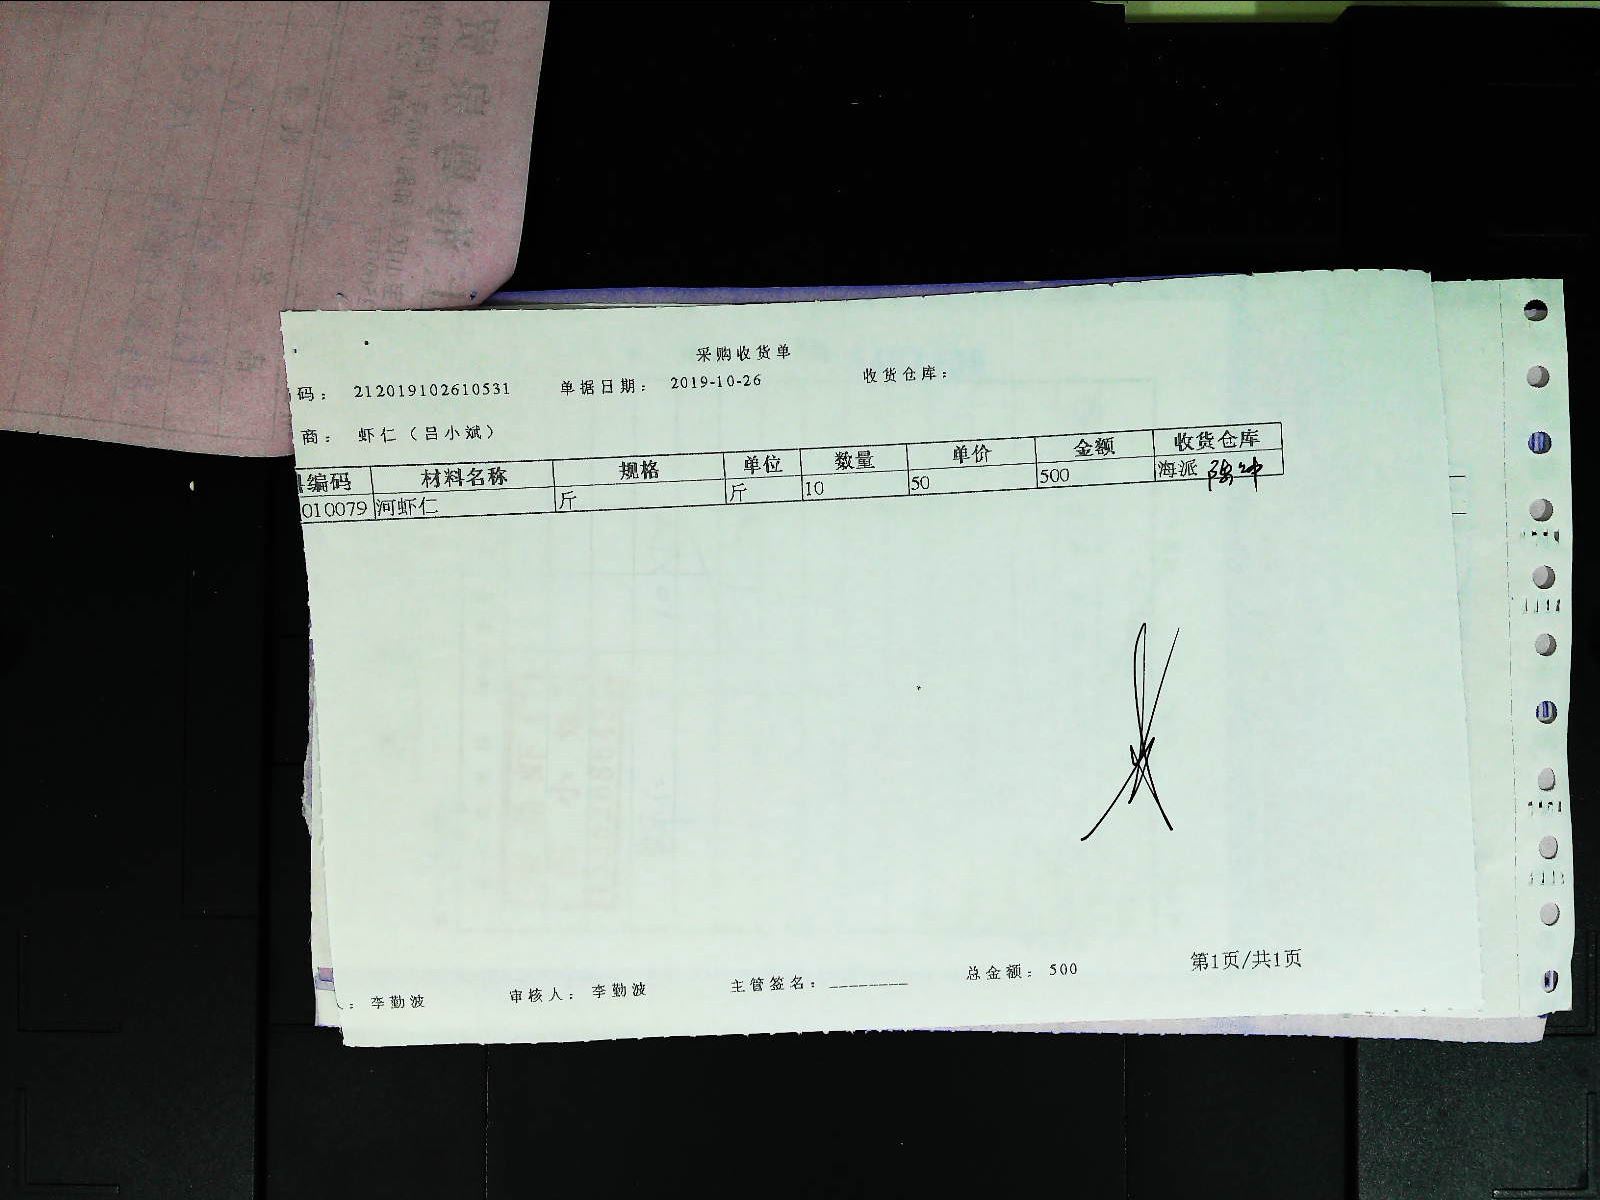 采购收货单
码： 212019102610531 单据日期： 2019-10-26 收货仓库：
商： 虾仁（吕小斌）
编码 材料名称 规格 单位 数量 单价 金额 收货仓库
010079 河虾仁 斤 斤 10 50 500 海派
： 李勤波 审核人： 李勤波 主管签名：________ 总金额： 500 第1页/共1页